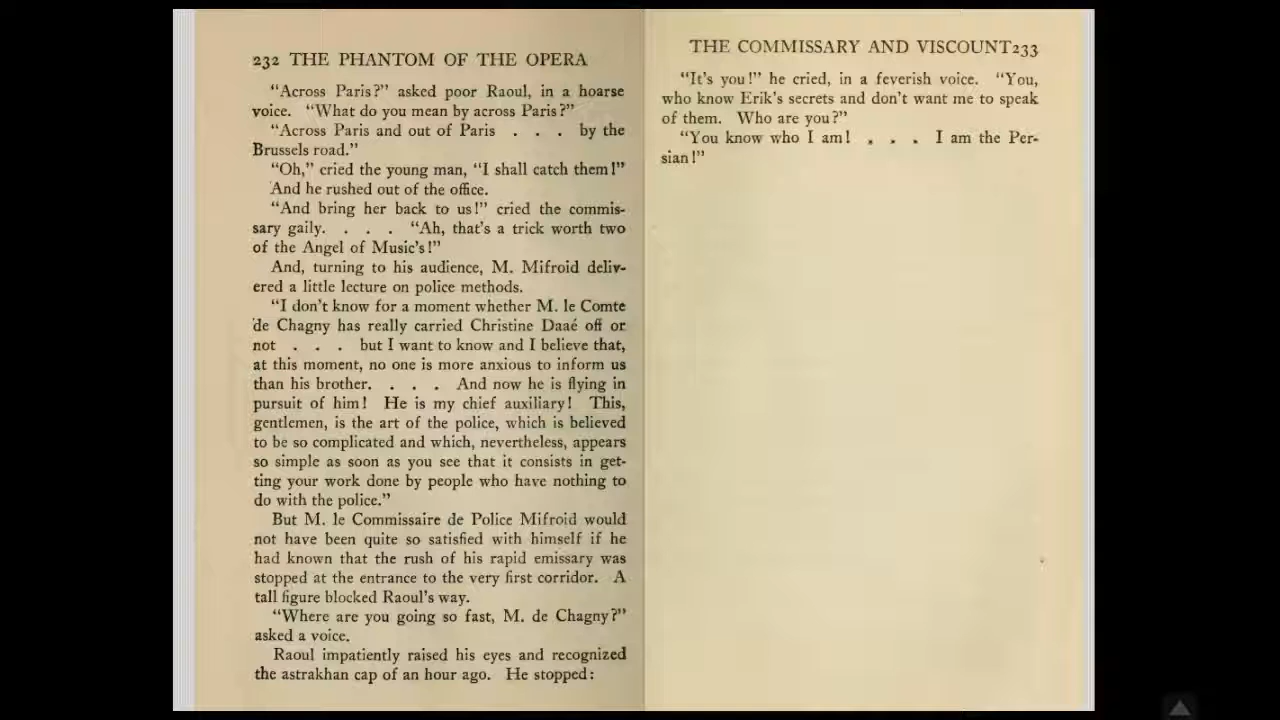 232 THE PHANTOM OF THE OPERA
"Across Paris?" asked poor Raoul, in a hoarse
voice. "What do you mean by across Paris?"
"Across Paris and out of Paris . . . by the
Brussels road."
"Oh," cried the young man, "I shall catch them!"
And he rushed out of the office.
"And bring her back to us!" cried the commis-
sary gaily. . . . "Ah, that's a trick worth two
of the Angel of Music's!"
And, turning to his audience, M. Mifroid deliv-
ered a little lecture on police methods.
"I don't know for a moment whether M. le Comte
de Chagny has really carried Christine Daaé off or
not . . . but I want to know and I believe that,
at this moment, no one is more anxious to inform us
than his brother. . . . And now he is flying in
pursuit of him! He is my chief auxiliary! This,
gentlemen, is the art of the police, which is believed
to be so complicated and which, nevertheless, appears
so simple as soon as you see that it consists in get-
ting your work done by people who have nothing to
do with the police."
But M. le Commissaire de Police Mifroid would
not have been quite so satisfied with himself if he
had known that the rush of his rapid emissary was
stopped at the entrance to the very first corridor. A
tall figure blocked Raoul's way.
"Where are you going so fast, M. de Chagny?"
asked a voice.
Raoul impatiently raised his eyes and recognized
the astrakhan cap of an hour ago. He stopped:
THE COMMISSARY AND VISCOUNT233
"It's you!" he cried, in a feverish voice. "You,
who know Erik's secrets and don't want me to speak
of them. Who are you?"
"You know who I am! . . . I am the Per-
sian!"